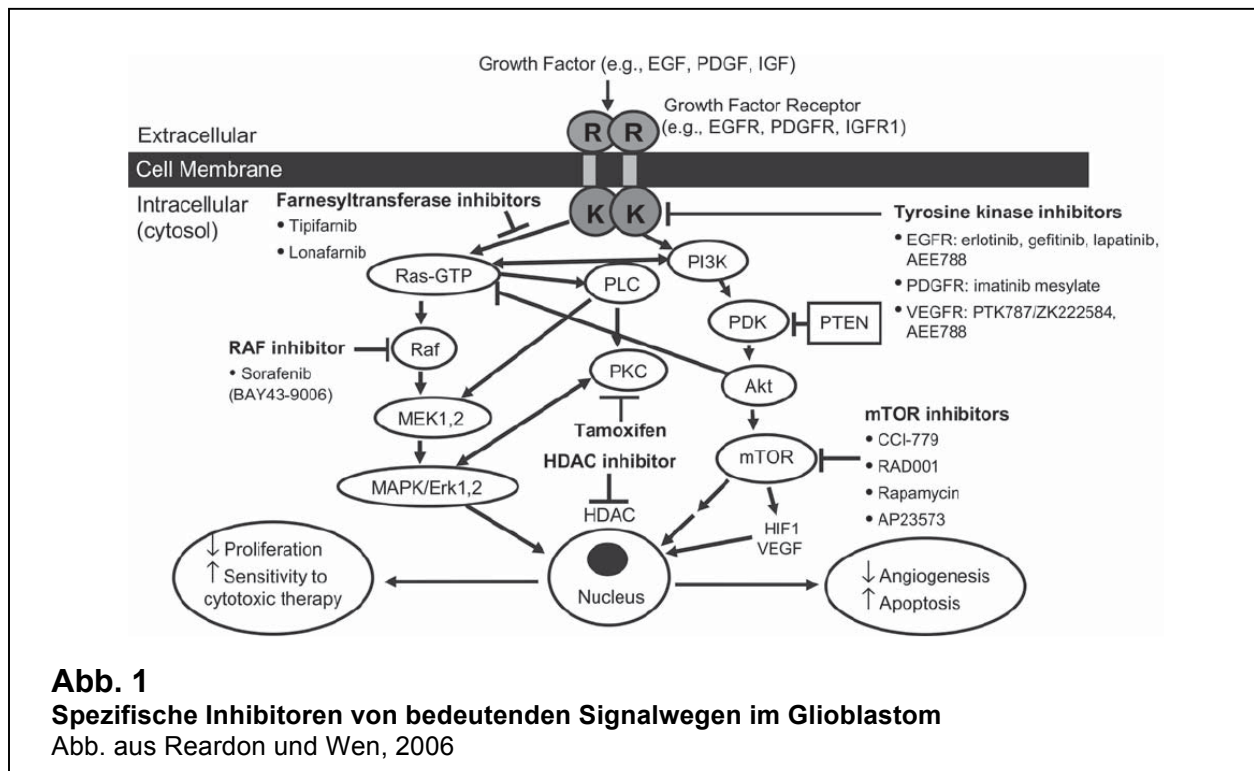 Growth Factor (e.g., EGF, PDGF, IGF)
Growth Factor Receptor
(e.g., EGFR, PDGFR, IGFR1)
Extracellular
R R
Cell Membrane
Intracellular
(cytosol)
K K
Farnesyltransferase inhibitors
• Tipifarnib
• Lonafarnib
Tyrosine kinase inhibitors
• EGFR: erlotinib, gefitinib, lapatinib,
AEE788
• PDGFR: imatinib mesylate
• VEGFR: PTK787/ZK222584,
AEE788
Ras-GTP
PLC
PI3K
PDK
PTEN
RAF inhibitor
• Sorafenib
(BAY43-9006)
Raf
PKC
Akt
MEK1,2
Tamoxifen
mTOR inhibitors
• CCI-779
• RAD001
• Rapamycin
• AP23573
HDAC inhibitor
mTOR
MAPK/Erk1,2
HDAC
HIF1
VEGF
↓ Proliferation
↑ Sensitivity to
cytotoxic therapy
Nucleus
↓ Angiogenesis
↑ Apoptosis
Abb. 1
Spezifische Inhibitoren von bedeutenden Signalwegen im Glioblastom
Abb. aus Reardon und Wen, 2006